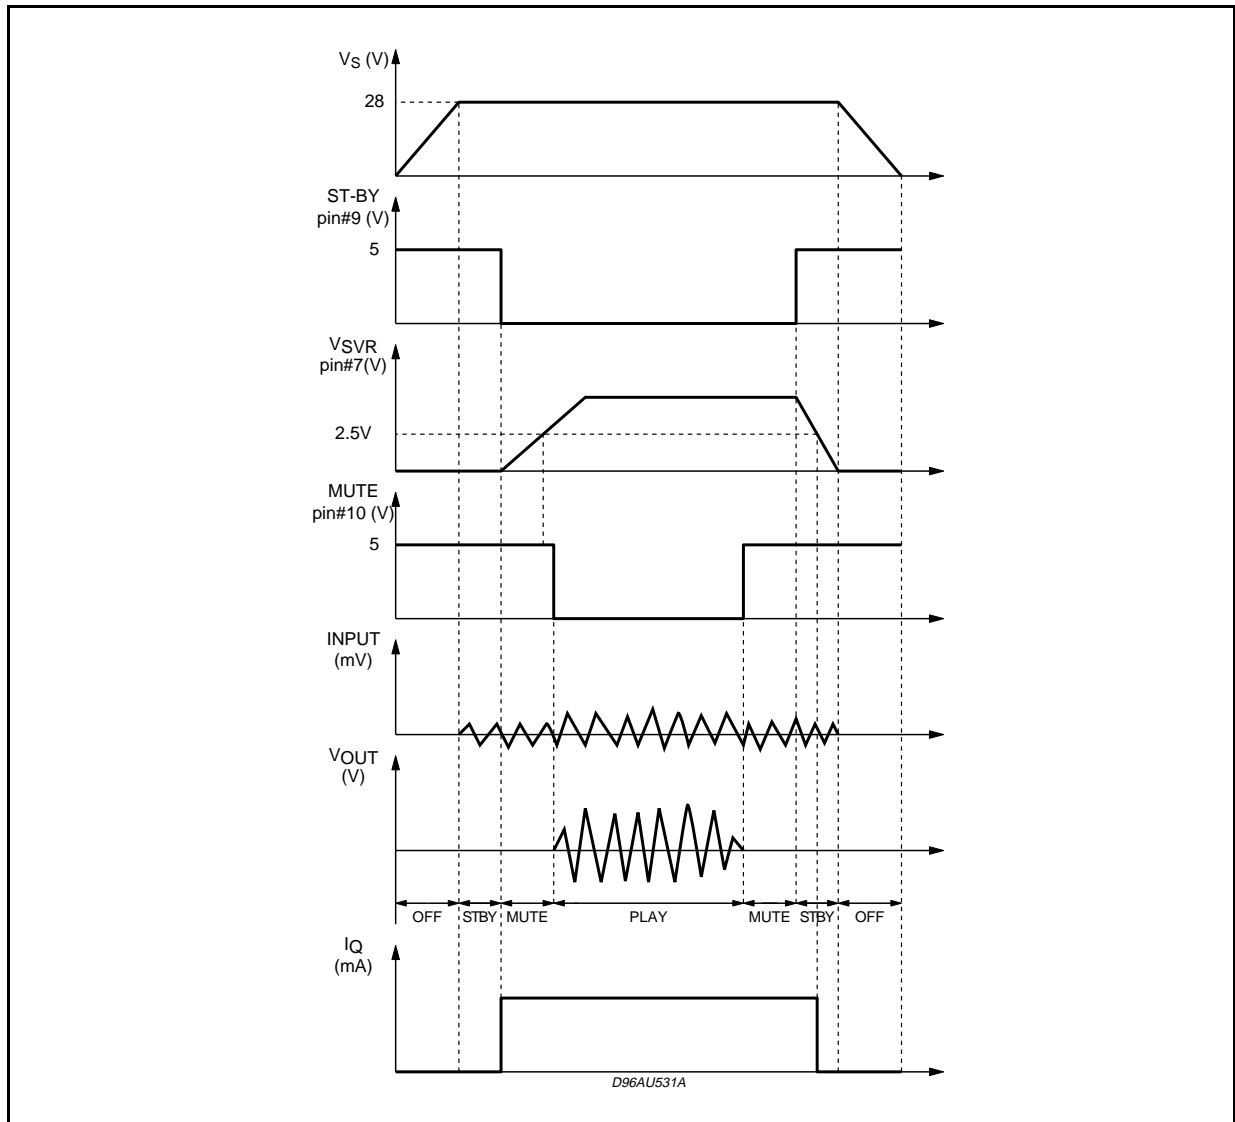 VS (V)
28
ST-BY
pin#9 (V)
5
VSVR
pin#7(V)
2.5V
MUTE
pin#10 (V)
5
INPUT
(mV)
VOUT
(V)
OFF STBY MUTE PLAY MUTE STBY OFF
IQ
(mA)
D96AU531A